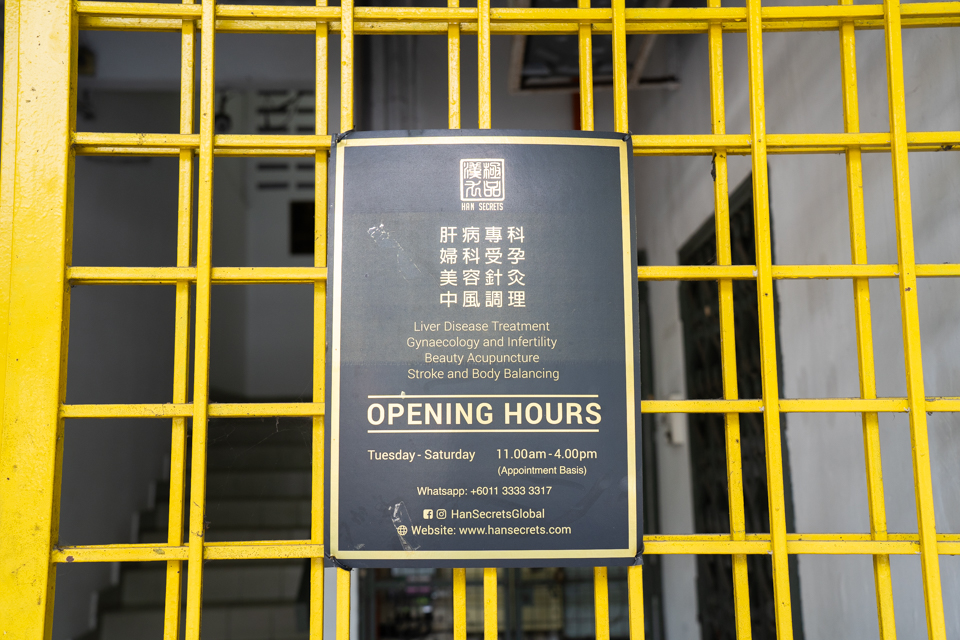 極品漢方
HAN SECRETS
肝病專科
婦科受孕
美容針灸
中風調理
Liver Disease Treatment
Gynaecology and Infertility
Beauty Acupuncture
Stroke and Body Balancing
OPENING HOURS
Tuesday - Saturday 11.00am - 4.00pm
(Appointment Basis)
Whatsapp: +6011 3333 3317
HanSecretsGlobal
Website: www.hansecrets.com